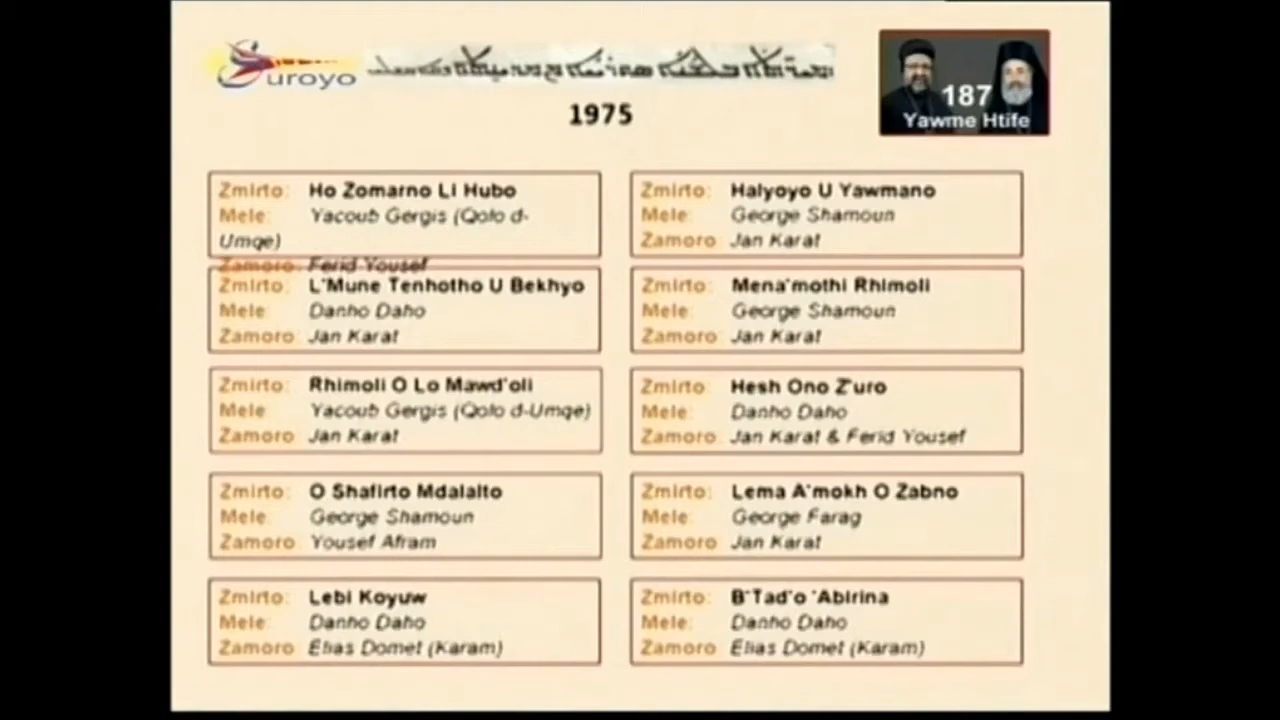 Suroyo
1975
187
Yawme Htife
Zmirto: Ho Zomarno Li Hubo
Mele: Yacoub Gergis (Qolo d-
Umqe)
Zamoro: Ferid Yousef
Zmirto: L'Mune Tenhotho U Bekhyo
Mele: Danho Daho
Zamoro Jan Karat
Zmirto: Rhimoli O Lo Mawd'oli
Mele: Yacoub Gergis (Qolo d-Umqe)
Zamoro Jan Karat
Zmirto: O Shafirto Mdalalto
Mele: George Shamoun
Zamoro Yousef Afram
Zmirto: Lebi Koyuw
Mele: Danho Daho
Zamoro Elias Domet (Karam)
Zmirto: Halyoyo U Yawmano
Mele: George Shamoun
Zamoro Jan Karat
Zmirto: Mena'mothi Rhimoli
Mele: George Shamoun
Zamoro Jan Karat
Zmirto: Hesh Ono Z'uro
Mele: Danho Daho
Zamoro Jan Karat & Ferid Yousef
Zmirto: Lema A'mokh O Zabno
Mele: George Farag
Zamoro Jan Karat
Zmirto: B'Tad'o 'Abirina
Mele: Danho Daho
Zamoro Elias Domet (Karam)